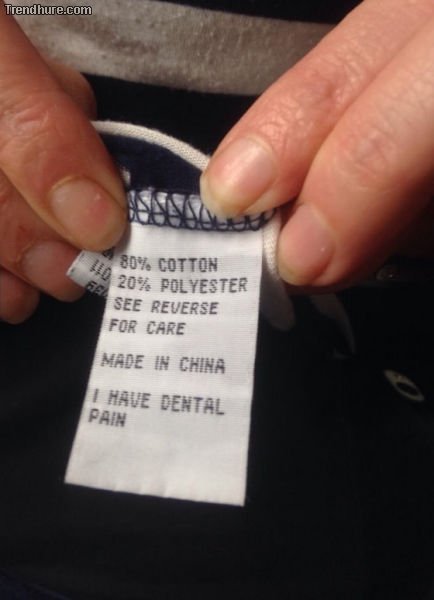 Trendhure.com
80% COTTON
20% POLYESTER
SEE REVERSE
FOR CARE
MADE IN CHINA
I HAVE DENTAL
PAIN